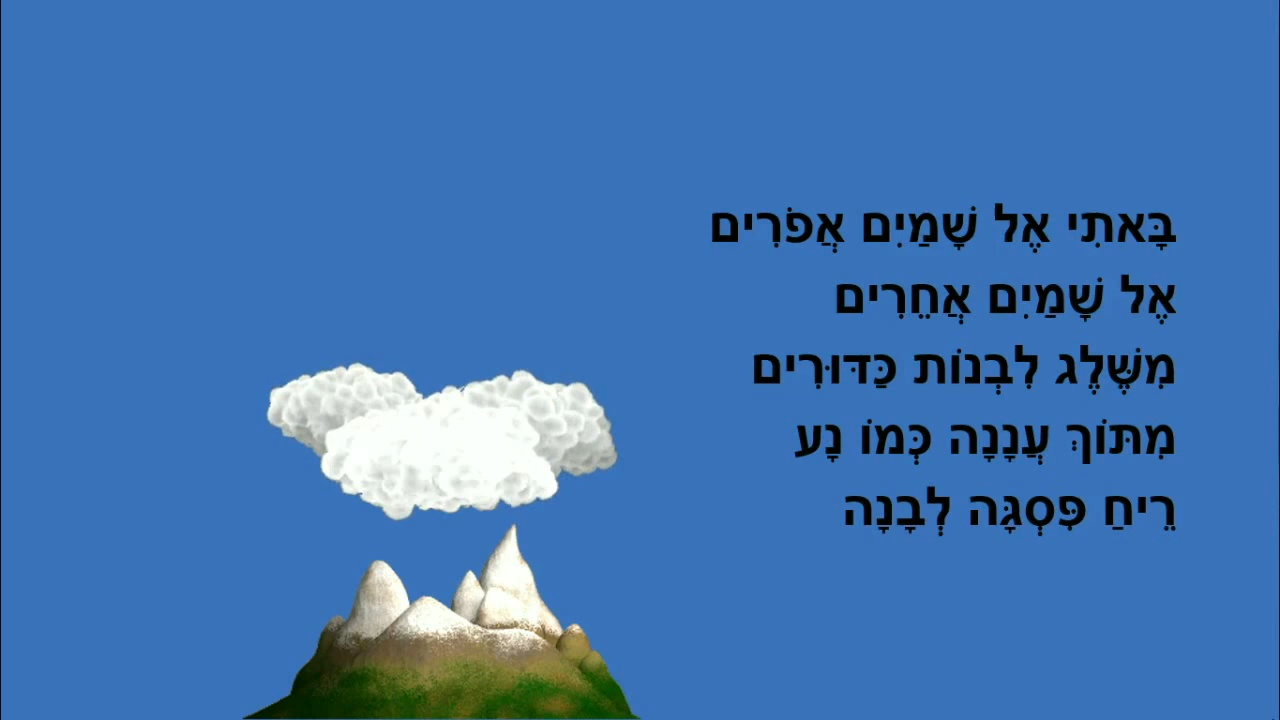 בָּאתִי אֶל שָׁמַיִם אֲפֹרִים
אֶל שָׁמַיִם אֲחֵרִים
מִשֶּׁלֶג לִבְנוֹת כַּדּוּרִים
מִתּוֹךְ עֲנָנָה כְּמוֹ נָע
רֵיחַ פִּסְגָּה לְבָנָה